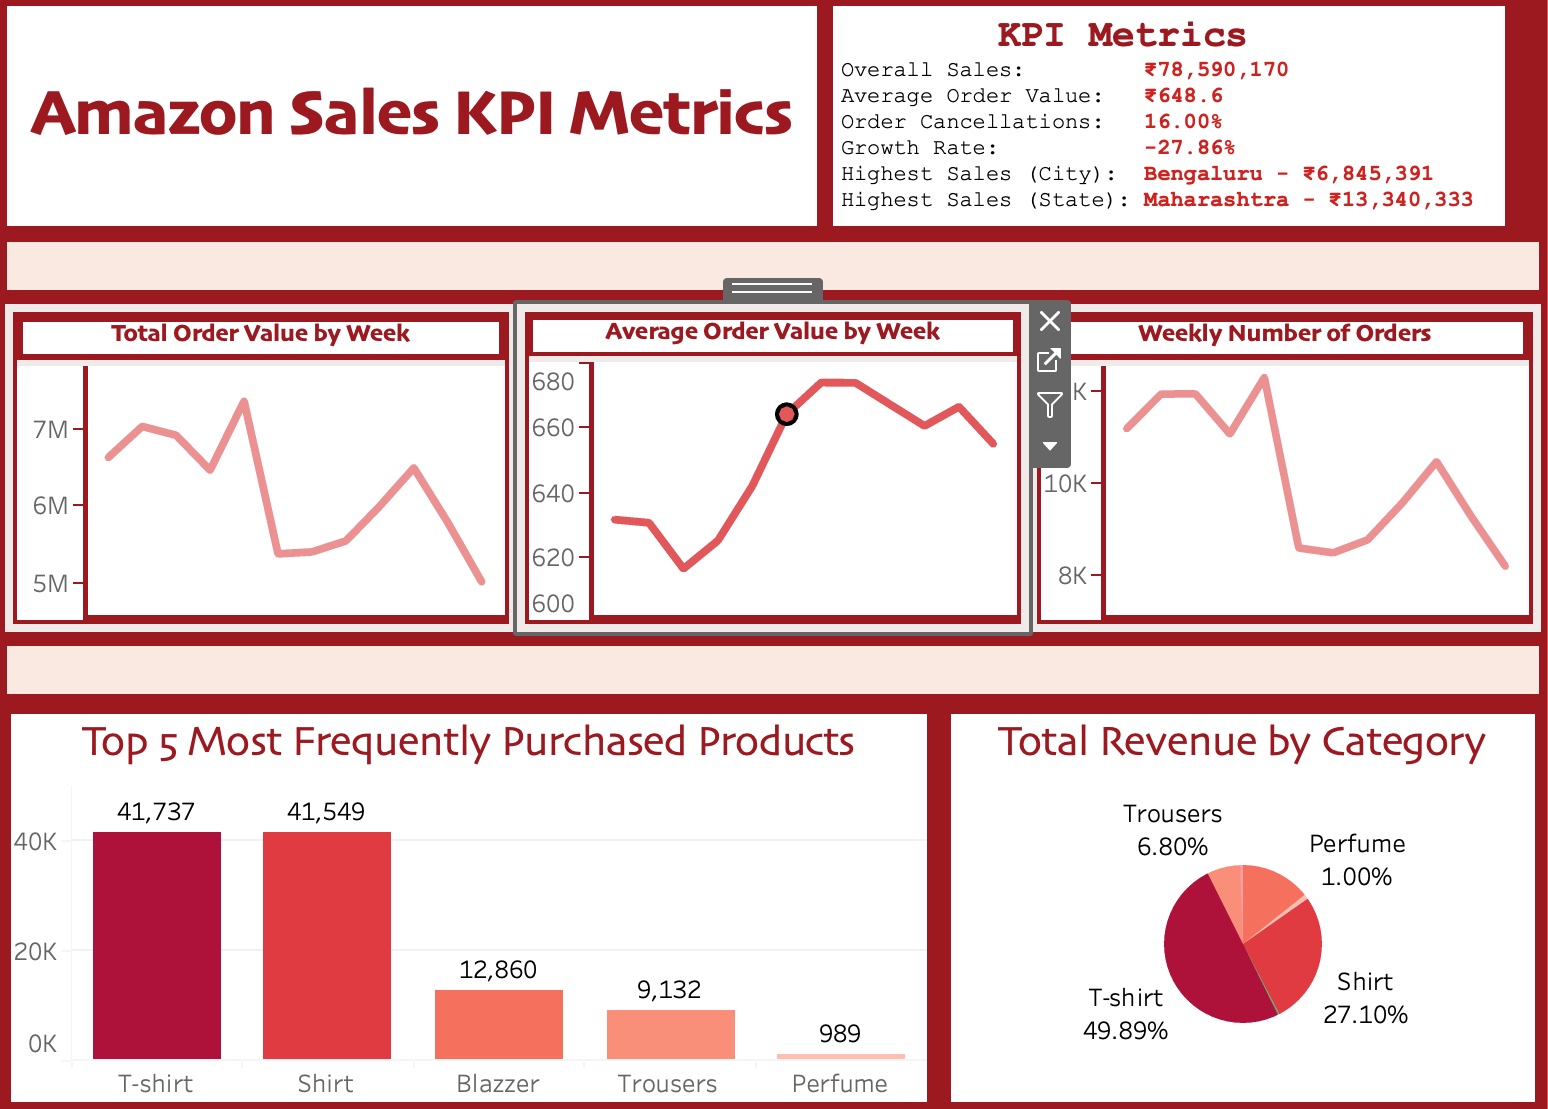 Amazon Sales KPI Metrics
KPI Metrics
Overall Sales: ₹78,590,170
Average Order Value: ₹648.6
Order Cancellations: 16.00%
Growth Rate: -27.86%
Highest Sales (City): Bengaluru - ₹6,845,391
Highest Sales (State): Maharashtra - ₹13,340,333
Total Order Value by Week
7M
6M
5M
Average Order Value by Week
680
660
640
620
600
Weekly Number of Orders
K
10K
8K
Top 5 Most Frequently Purchased Products
41,737
41,549
12,860
9,132
989
40K
20K
0K
T-shirt
Shirt
Blazzer
Trousers
Perfume
Total Revenue by Category
Trousers
6.80%
Perfume
1.00%
Shirt
27.10%
T-shirt
49.89%